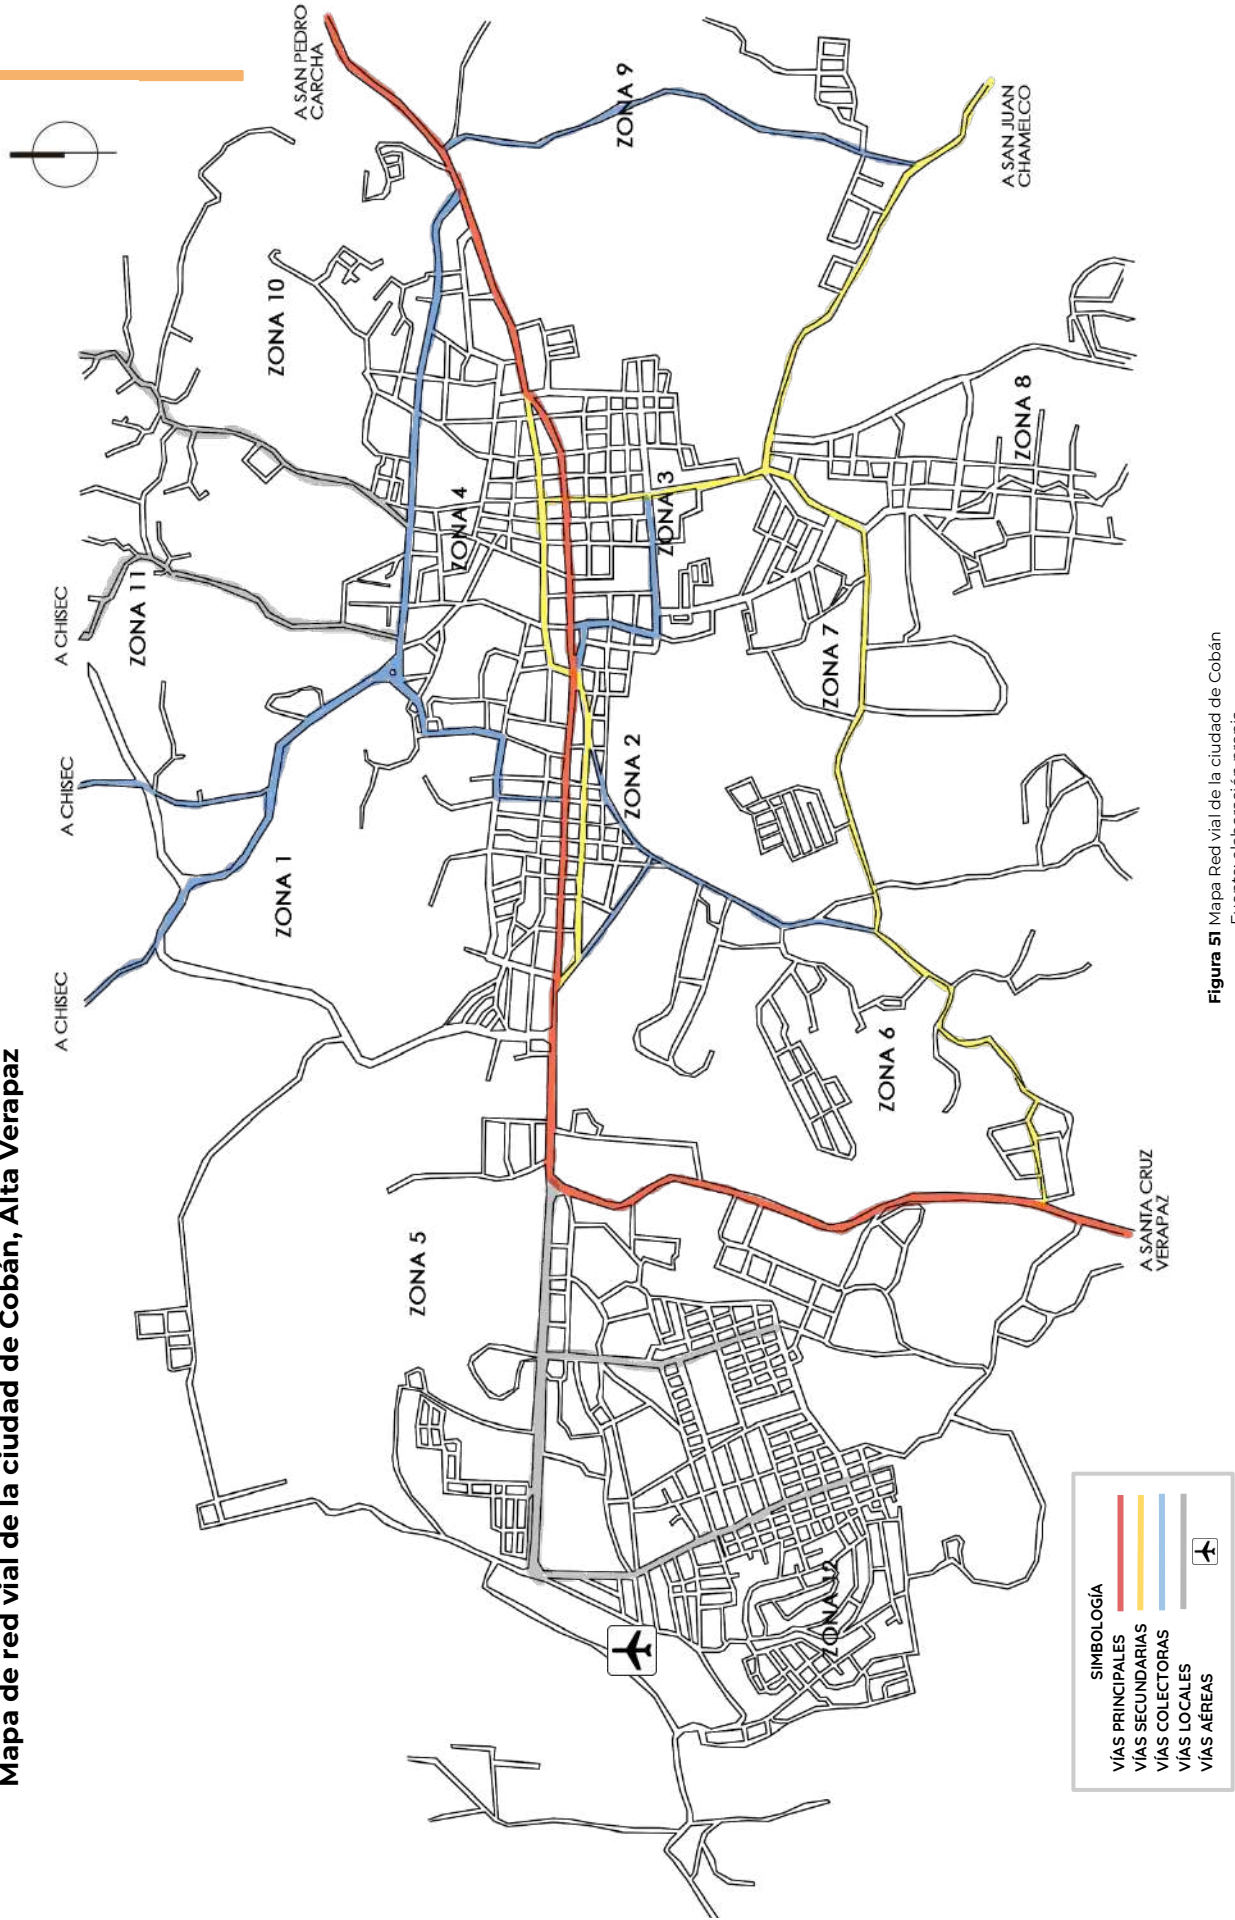 Mapa de red vial de la ciudad de Cobán, Alta Verapaz
A CHISEC
A CHISEC
A CHISEC
ZONA 11
ZONA 1
ZONA 10
A SAN PEDRO
CARCHA
ZONA 5
ZONA 4
ZONA 9
ZONA 2
ZONA 3
ZONA 12
ZONA 6
ZONA 7
ZONA 8
A SAN JUAN
CHAMELCO
A SANTA CRUZ
VERAPAZ
SIMBOLOGÍA
VÍAS PRINCIPALES
VÍAS SECUNDARIAS
VÍAS COLECTORAS
VÍAS LOCALES
VÍAS AÉREAS
Figura 51 Mapa Red vial de la ciudad de Cobán